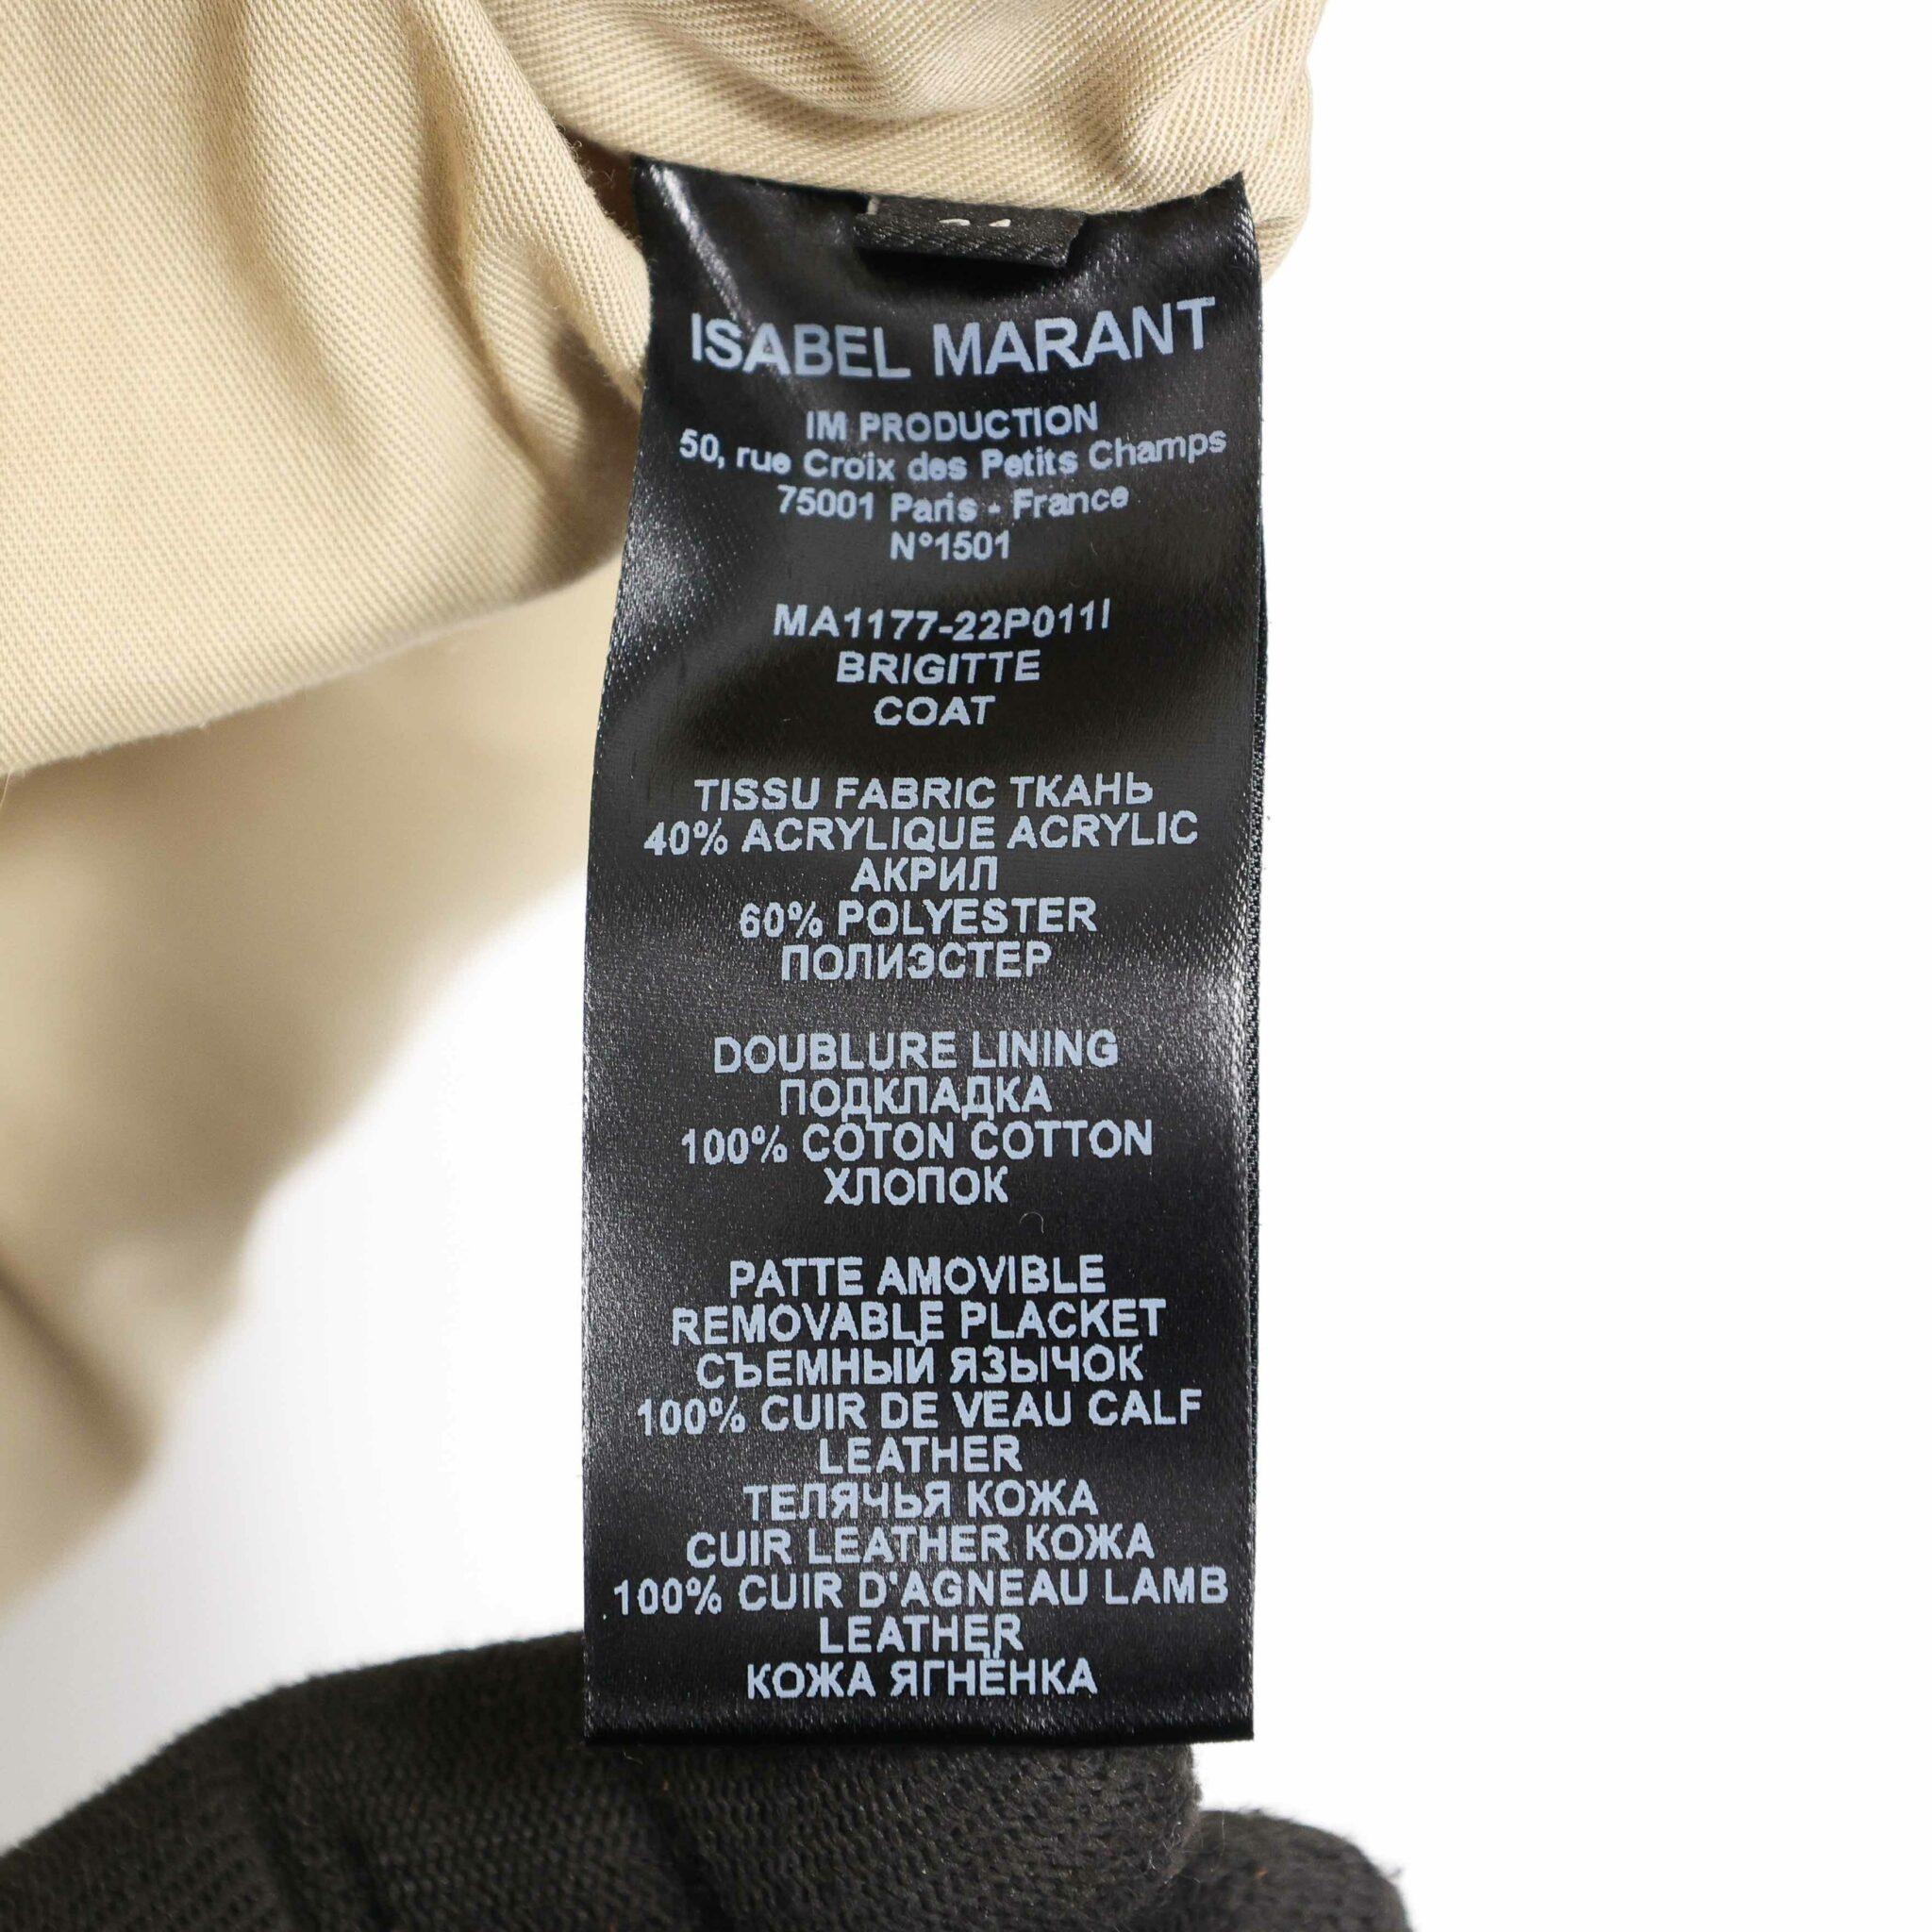 ISABEL MARANT
IM PRODUCTION
50, rue Croix des Petits Champs
75001 Paris - France
N°1501
MA1177-22P011I
BRIGITTE
COAT
TISSU FABRIC ТКАНЬ
40% ACRYLIQUE ACRYLIC
АКРИЛ
60% POLYESTER
ПОЛИЭСТЕР
DOUBLURE LINING
ПОДКЛАДКА
100% COTON COTTON
ХЛОПОК
PATTE AMOVIBLE
REMOVABLE PLACKET
СЪЕМНЫЙ ЯЗЫЧОК
100% CUIR DE VEAU CALF
LEATHER
ТЕЛЯЧЬЯ КОЖА
CUIR LEATHER КОЖА
100% CUIR D'AGNEAU LAMB
LEATHER
КОЖА ЯГНЁНКА